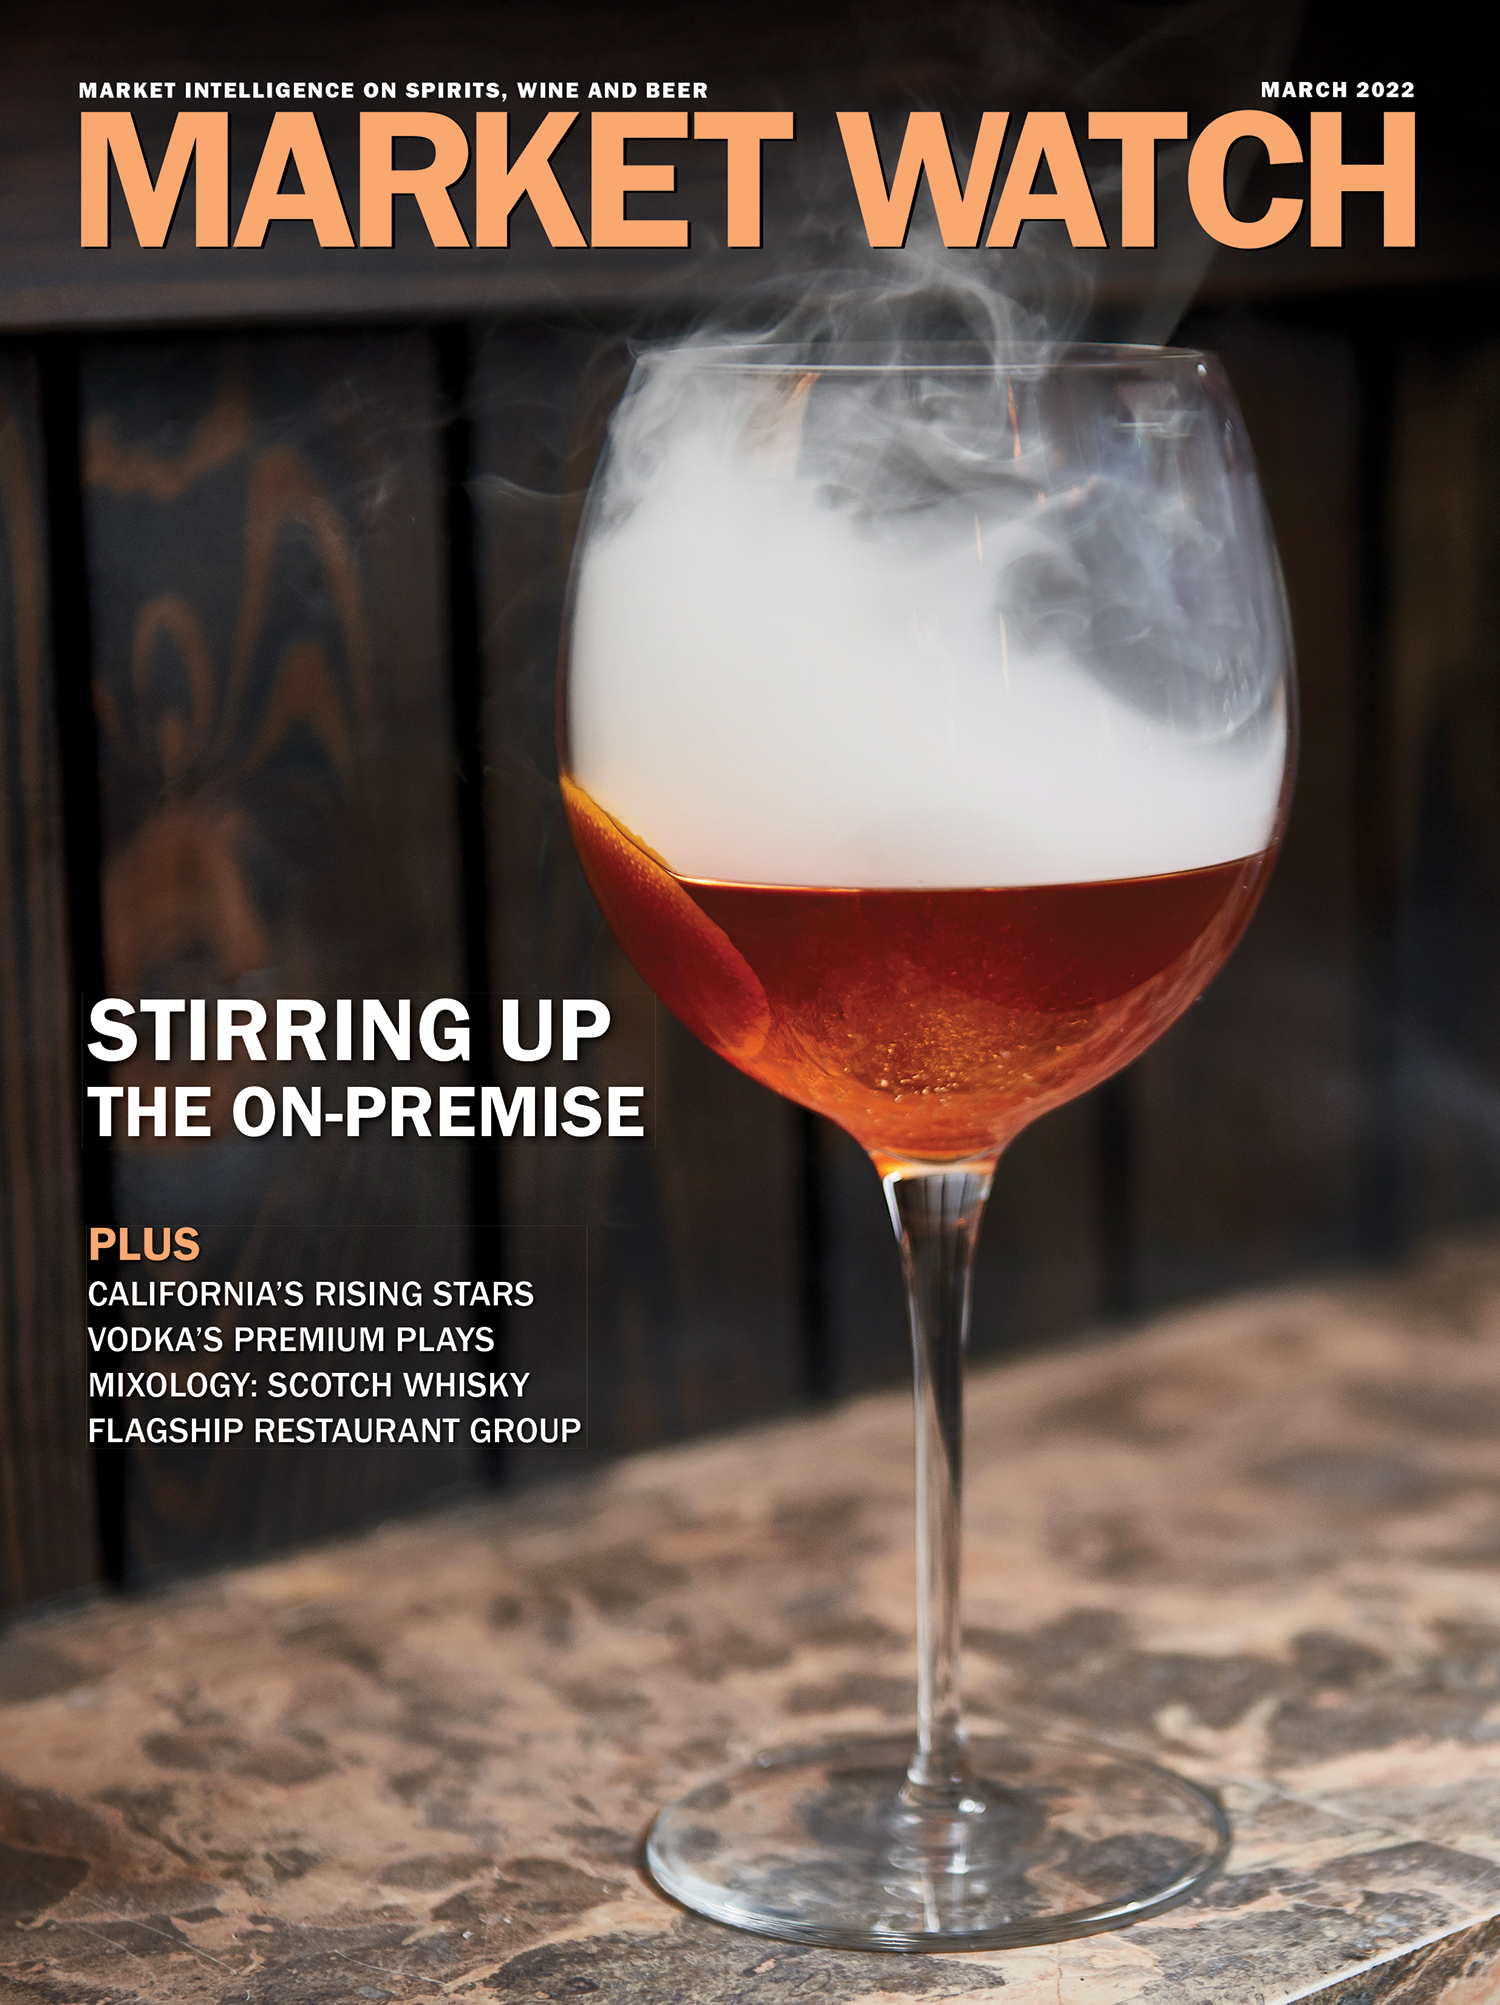 MARKET INTELLIGENCE ON SPIRITS, WINE AND BEER
MARCH 2022
MARKET WATCH
STIRRING UP
THE ON-PREMISE
PLUS
CALIFORNIA'S RISING STARS
VODKA'S PREMIUM PLAYS
MIXOLOGY: SCOTCH WHISKY
FLAGSHIP RESTAURANT GROUP